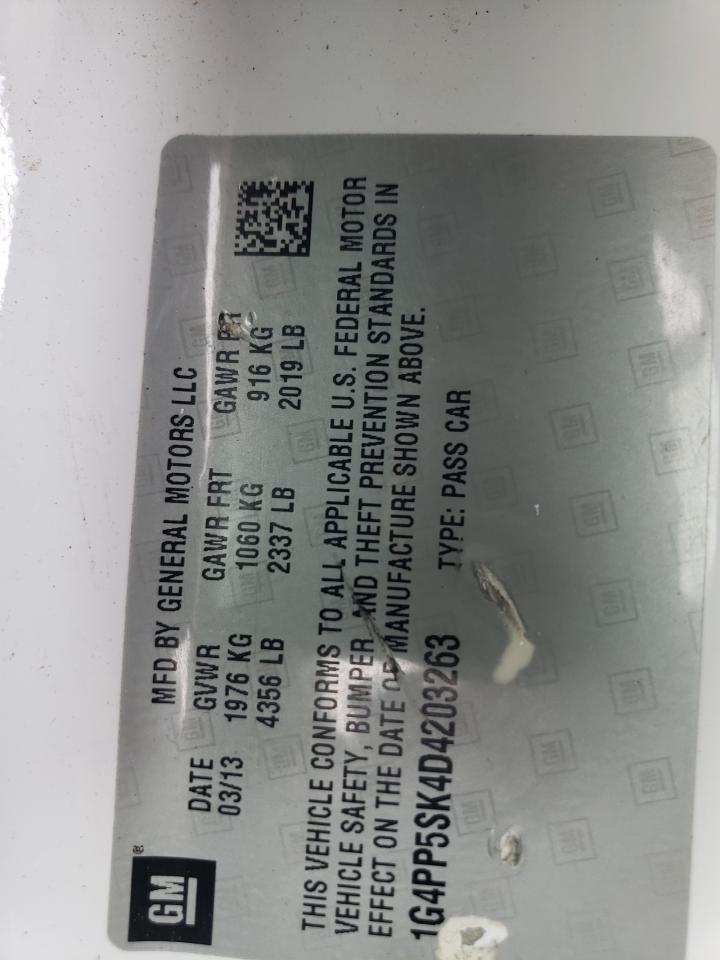 GM®
MFD BY GENERAL MOTORS LLC
DATE GVWR GAWR FRT GAWR RR
03/13 1976 KG 1060 KG 916 KG
4356 LB 2337 LB 2019 LB
THIS VEHICLE CONFORMS TO ALL APPLICABLE U.S. FEDERAL MOTOR
VEHICLE SAFETY, BUMPER AND THEFT PREVENTION STANDARDS IN
EFFECT ON THE DATE OF MANUFACTURE SHOWN ABOVE.
1G4PP5SK4D4203263 TYPE: PASS CAR